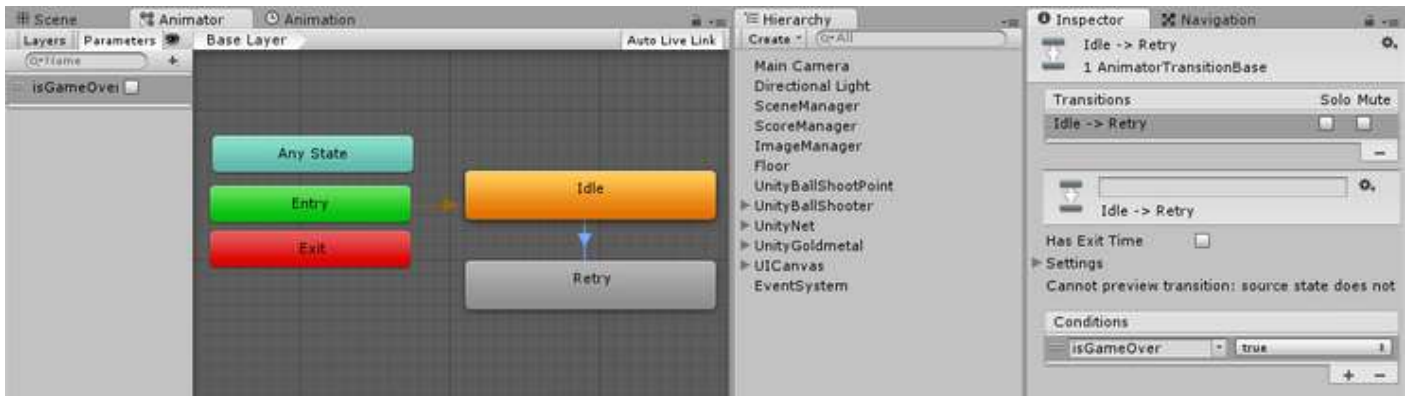 Scene
Animator
Animation
Layers
Parameters
Base Layer
Auto Live Link
Name
isGameOver
Any State
Entry
Exit
Idle
Retry
Hierarchy
Create
All
Main Camera
Directional Light
SceneManager
ScoreManager
ImageManager
Floor
UnityBallShootPoint
UnityBallShooter
UnityNet
UnityGoldmetal
UICanvas
EventSystem
Inspector
Navigation
Idle -> Retry
1 AnimatorTransitionBase
Transitions
Solo Mute
Idle -> Retry
Idle -> Retry
Has Exit Time
Settings
Cannot preview transition: source state does not
Conditions
isGameOver
true